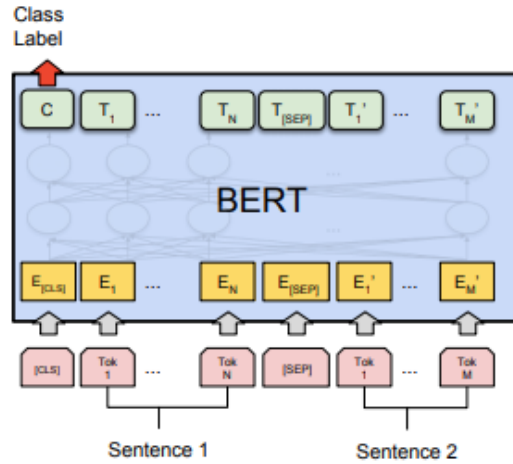 Class
Label
C T1 ... TN T[SEP] T1' ... TM'
...
BERT
...
E[CLS] E1 ... EN E[SEP] E1' ... EM'
[CLS] Tok 1 ... Tok N [SEP] Tok 1 ... Tok M
Sentence 1 Sentence 2